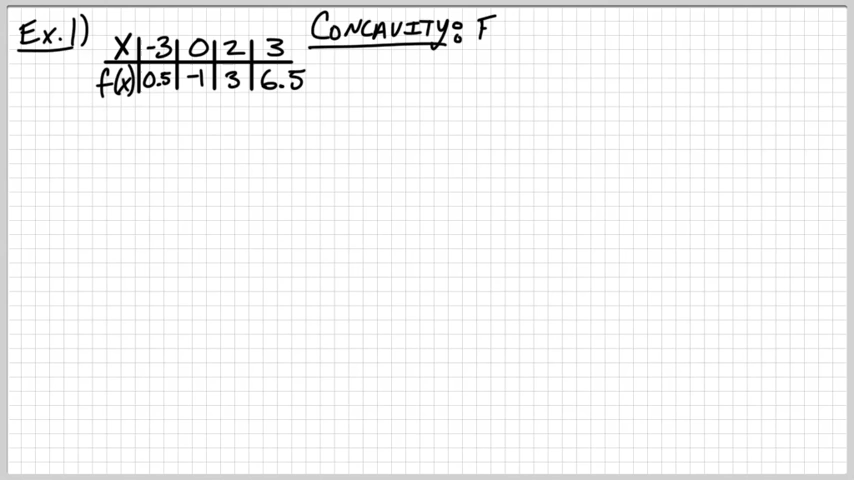 Ex. 1)
CONCAVITY: F
X | -3 | 0 | 2 | 3
f(x) | 0.5 | -1 | 3 | 6.5